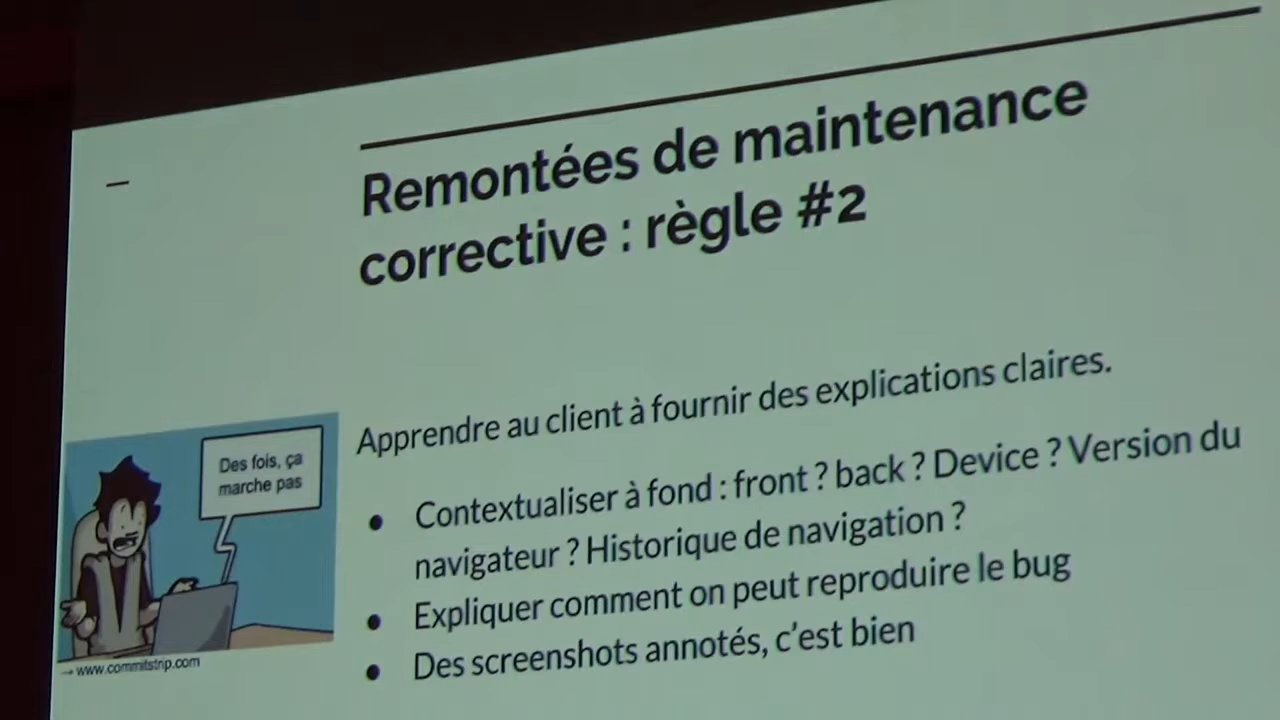 Remontées de maintenance
corrective : règle #2
Apprendre au client à fournir des explications claires.
Des fois, ça
marche pas
● Contextualiser à fond : front ? back ? Device ? Version du
navigateur ? Historique de navigation ?
● Expliquer comment on peut reproduire le bug
● Des screenshots annotés, c'est bien
→ www.commitstrip.com